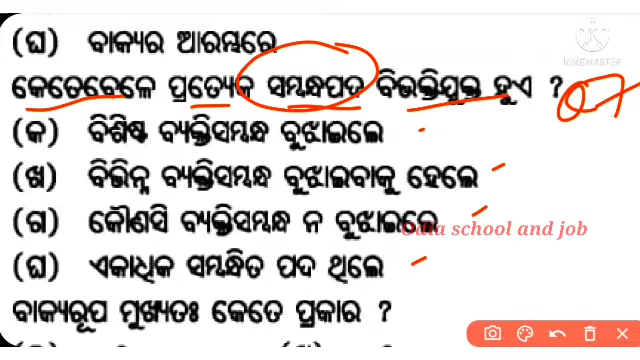 (ଘ) ବାକ୍ୟର ଆରମ୍ଭରେ
କେତେବେଳେ ପ୍ରତ୍ୟେକ ସମ୍ବନ୍ଧପଦ ବିଭକ୍ତିଯୁକ୍ତ ହୁଏ ?
(କ) ବିଶିଷ୍ଟ ବ୍ୟକ୍ତିସମ୍ବନ୍ଧ ବୁଝାଇଲେ
(ଖ) ବିଭିନ୍ନ ବ୍ୟକ୍ତିସମ୍ବନ୍ଧ ବୁଝାଇବାକୁ ହେଲେ
(ଗ) କୌଣସି ବ୍ୟକ୍ତିସମ୍ବନ୍ଧ ନ ବୁଝାଇଲେ
(ଘ) ଏକାଧିକ ସମ୍ବନ୍ଧିତ ପଦ ଥିଲେ
ବାକ୍ୟରୂପ ମୁଖ୍ୟତଃ କେତେ ପ୍ରକାର ?
KINEMASTER
school and job